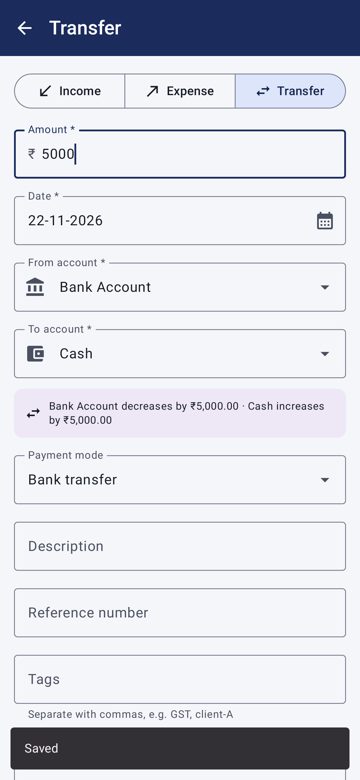 Transfer
Income
Expense
Transfer
Amount *
₹ 5000
Date *
22-11-2026
From account *
Bank Account
To account *
Cash
Bank Account decreases by ₹5,000.00 · Cash increases
by ₹5,000.00
Payment mode
Bank transfer
Description
Reference number
Tags
Separate with commas, e.g. GST, client-A
Saved